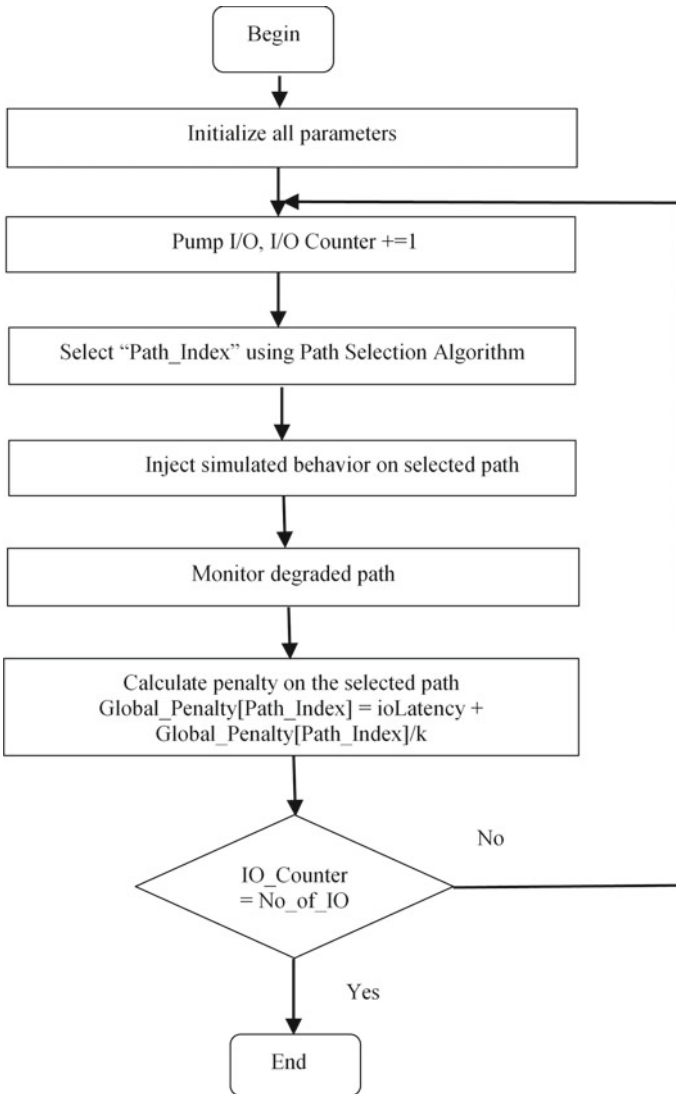 Begin
Initialize all parameters
Pump I/O, I/O Counter +=1
Select “Path_Index” using Path Selection Algorithm
Inject simulated behavior on selected path
Monitor degraded path
Calculate penalty on the selected path
Global_Penalty[Path_Index] = ioLatency +
Global_Penalty[Path_Index]/k
No
IO_Counter
= No_of_IO
Yes
End